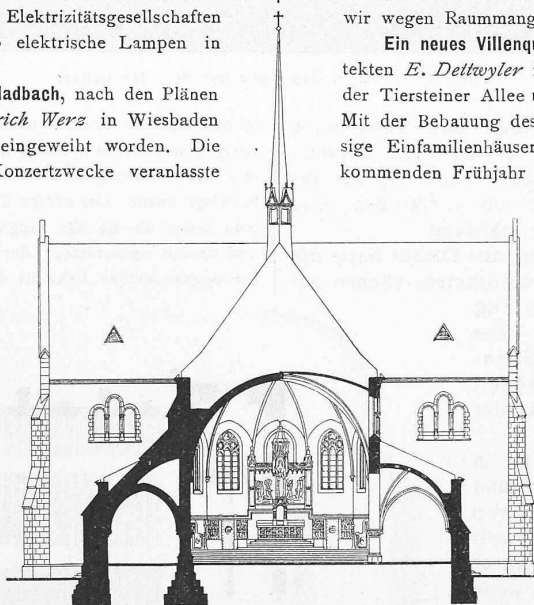 Elektrizitätsgesellschaften
elektrische Lampen in
ladbach, nach den Plänen
rich Werz in Wiesbaden
eingeweiht worden. Die
Konzertzwecke veranlasste
wir wegen Raummang
Ein neues Villenqu
tekten E. Dettwyler
der Tiersteiner Allee u
Mit der Bebauung des
sige Einfamilienhäuser
kommenden Frühjahr